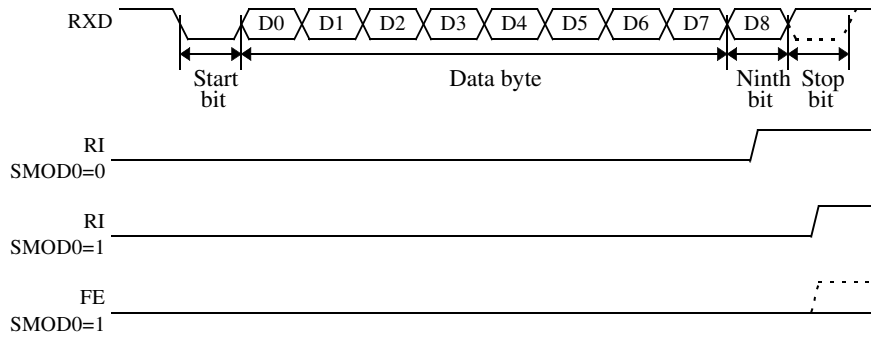 RXD D0 D1 D2 D3 D4 D5 D6 D7 D8
Start bit Data byte Ninth bit Stop bit
RI
SMOD0=0
RI
SMOD0=1
FE
SMOD0=1